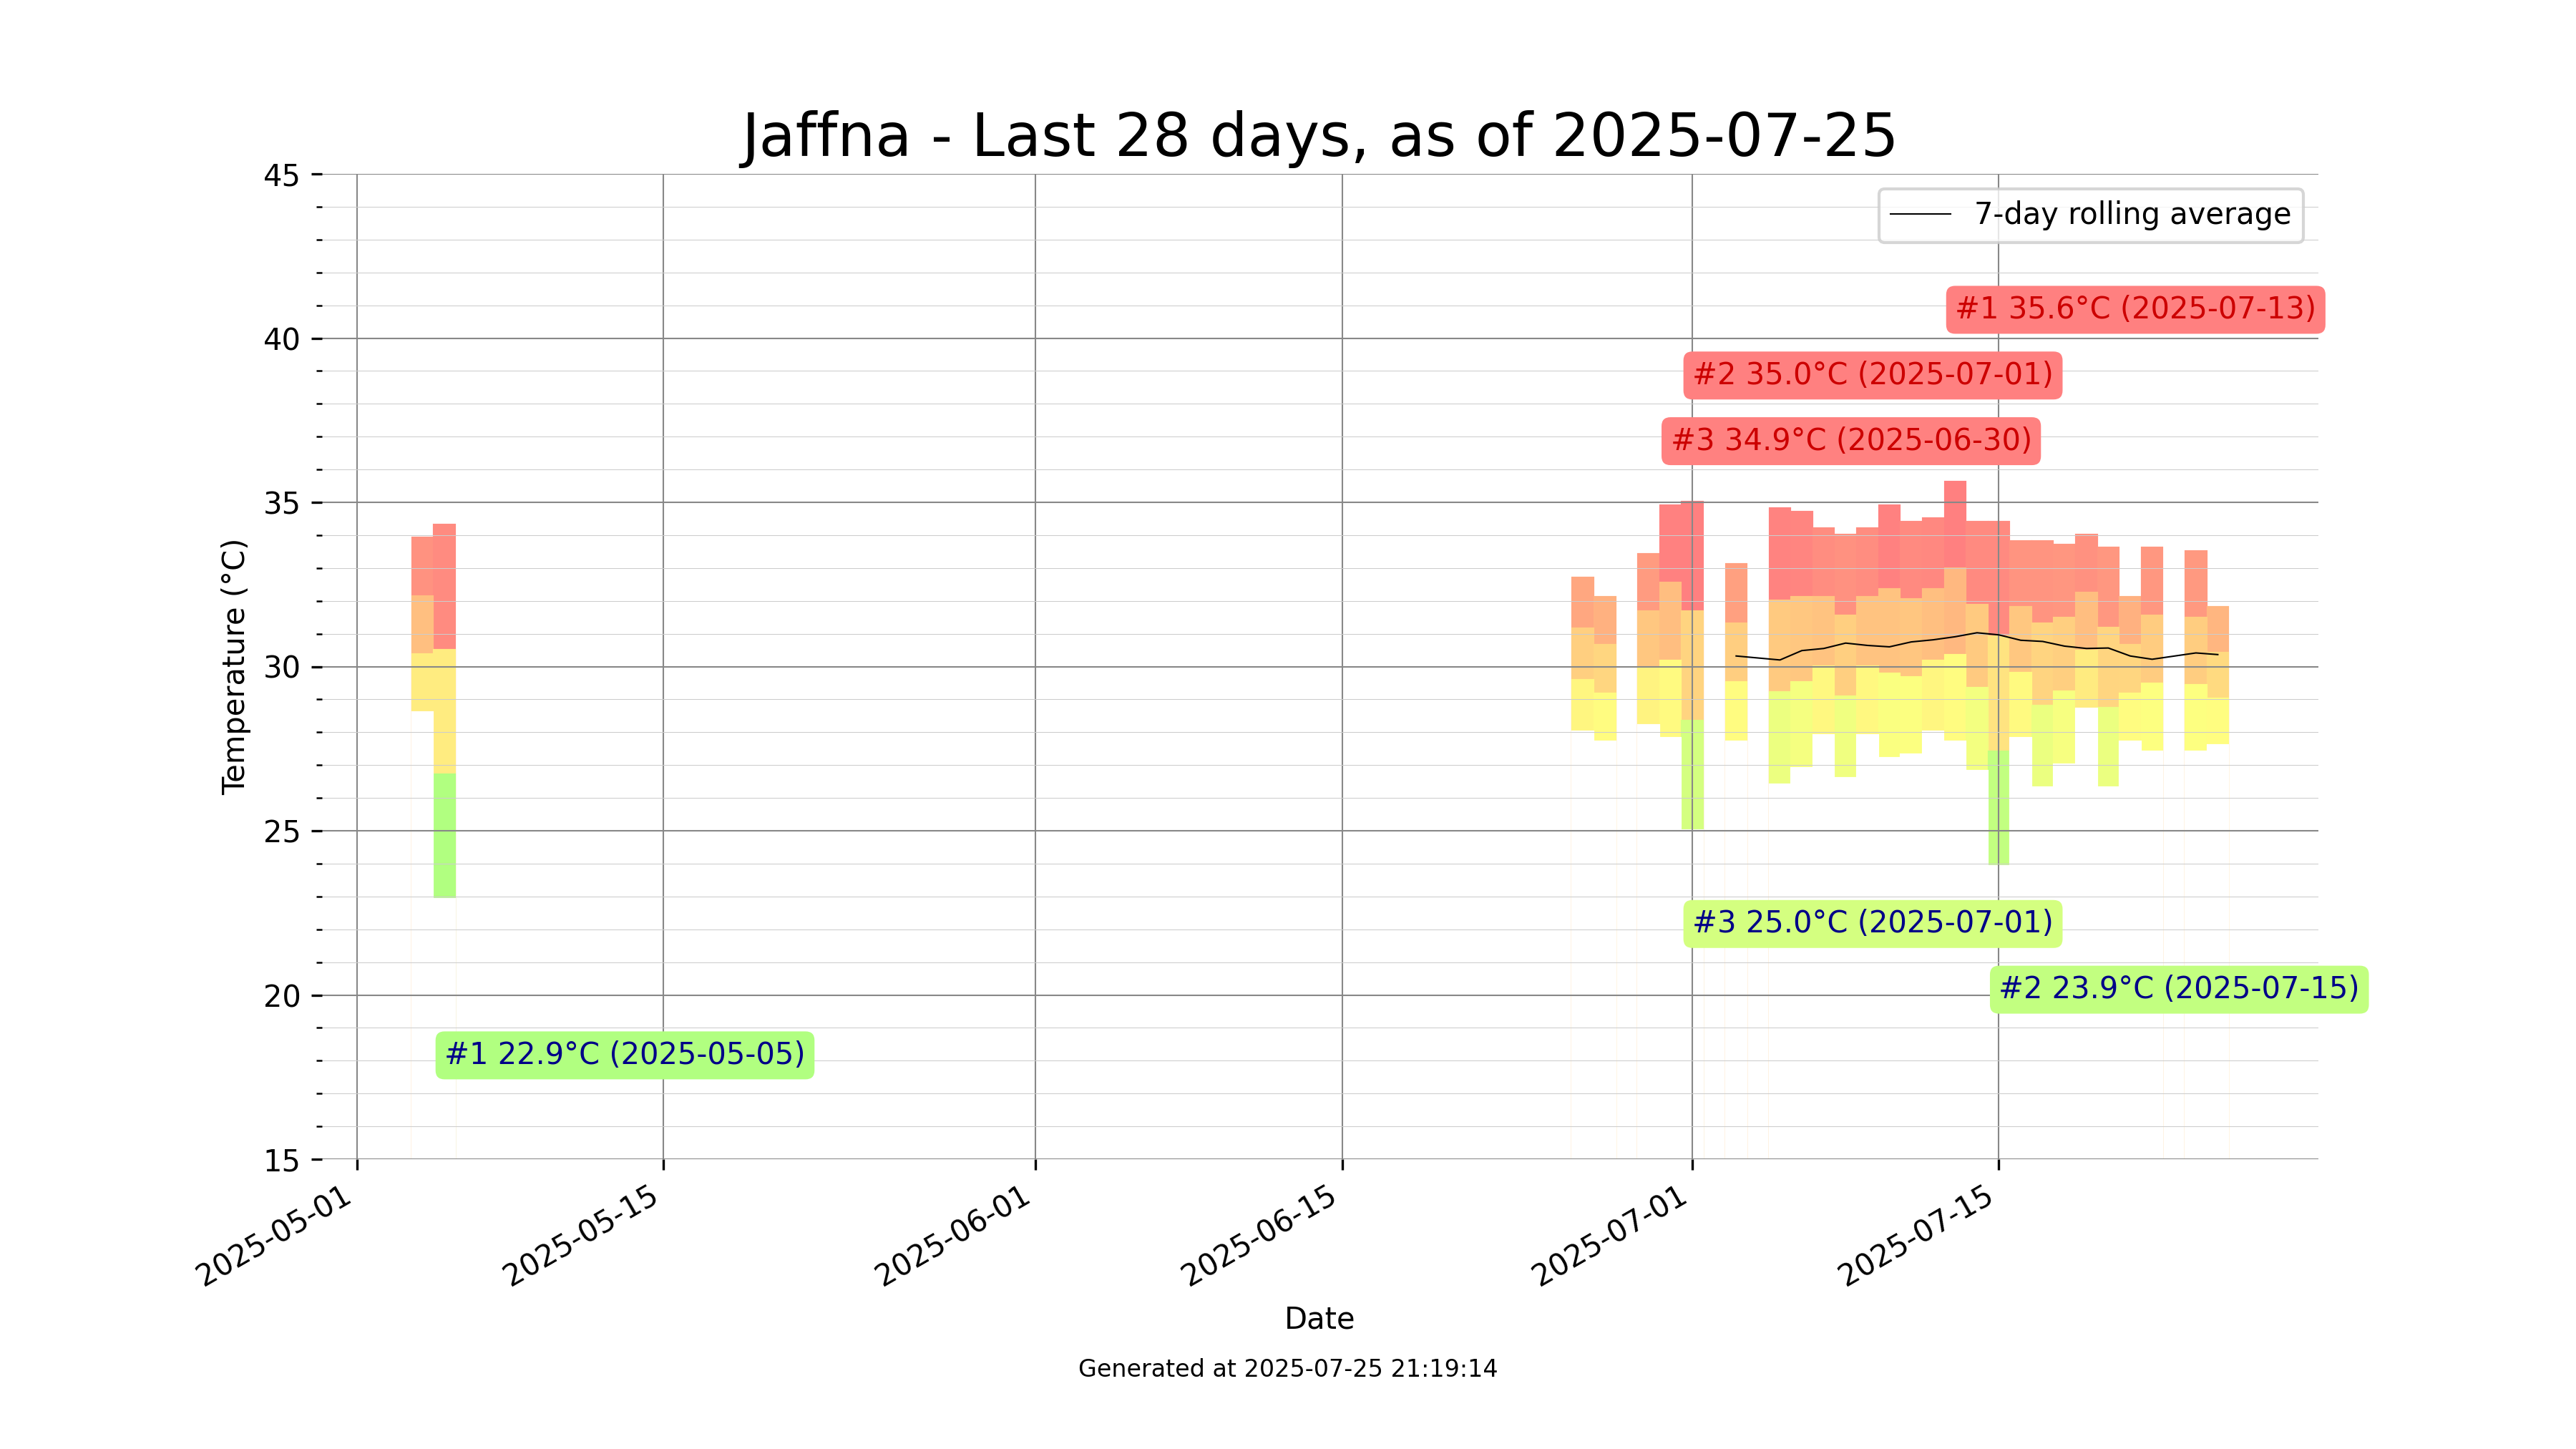 Jaffna - Last 28 days, as of 2025-07-25
45
7-day rolling average
#1 35.6°C (2025-07-13)
40
#2 35.0°C (2025-07-01)
#3 34.9°C (2025-06-30)
35
Temperature (°C)
30
25
#3 25.0°C (2025-07-01)
20
#2 23.9°C (2025-07-15)
#1 22.9°C (2025-05-05)
15
2025-05-01
2025-05-15
2025-06-01
2025-06-15
2025-07-01
2025-07-15
Date
Generated at 2025-07-25 21:19:14